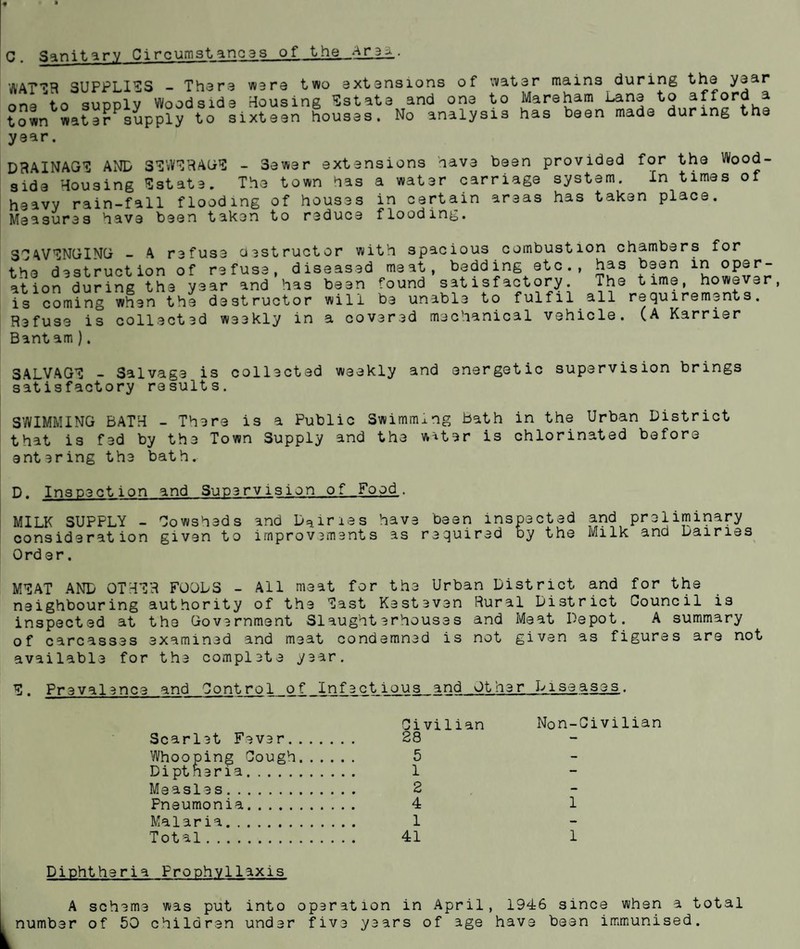 C. Sanitary Circumstances of the Area.
WATER SUPPLIES - There were two extensions of water mains during the year
one to supply Woodside Housing Estate and one to Mareham Lane to afford a
town water supply to sixteen houses. No analysis has been made during the
year.
DRAINAGE AND SEWERAGE - Sewer extensions have been provided for the Wood-
side Housing Estate. The town has a water carriage system. In times of
heavy rain-fall flooding of houses in certain areas has taken place.
Measures have been taken to reduce flooding.
SCAVENGING - A refuse destructor with spacious combustion chambers for
the destruction of refuse, diseased meat, bedding etc., has been in oper-
ation during the year and has been found satisfactory. The time, however,
is coming when the destructor will be unable to fulfil all requirements.
Refuse is collected weekly in a covered mechanical vehicle. (A Karrier
Bantam).
SALVAGE - Salvage is collected weekly and energetic supervision brings
satisfactory results.
SWIMMING BATH - There is a Public Swimming Bath in the Urban District
that is fed by the Town Supply and the water is chlorinated before
entering the bath.
D. Inspection and Supervision of Food.
MILK SUPPLY - Cowsheds and Dairies have been inspected and preliminary
consideration given to improvements as required by the Milk and Dairies
Order.
MEAT AND OTHER FOODS - All meat for the Urban District and for the
neighbouring authority of the East Kesteven Rural District Council is
inspected at the Government Slaughterhouses and Meat Depot. A summary
of carcasses examined and meat condemned is not given as figures are not
available for the complete year.
E. Prevalence and Control of Infectious and Other Diseases.
Civilian Non-Civilian
Scarlet Fever....... 28 -
Whooping Cough...... 5 -
Diptheria........... 1 -
Measles............. 2 -
Pneumonia........... 4 1
Malaria............. 1 -
Total............... 41 1
Diphtheria Prophyllaxis
A scheme was put into operation in April, 1946 since when a total
number of 50 children under five years of age have been immunised.